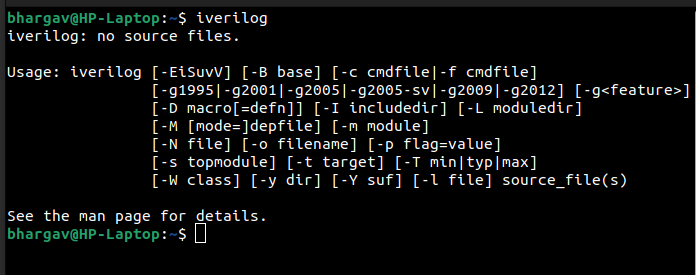 bhargav@HP-Laptop:~$ iverilog
iverilog: no source files.

Usage: iverilog [-EiSuvV] [-B base] [-c cmdfile|-f cmdfile]
                [-g1995|-g2001|-g2005|-g2005-sv|-g2009|-g2012] [-g<feature>]
                [-D macro[=defn]] [-I includedir] [-L moduledir]
                [-M [mode=]depfile] [-m module]
                [-N file] [-o filename] [-p flag=value]
                [-s topmodule] [-t target] [-T min|typ|max]
                [-W class] [-y dir] [-Y suf] [-l file] source_file(s)

See the man page for details.
bhargav@HP-Laptop:~$